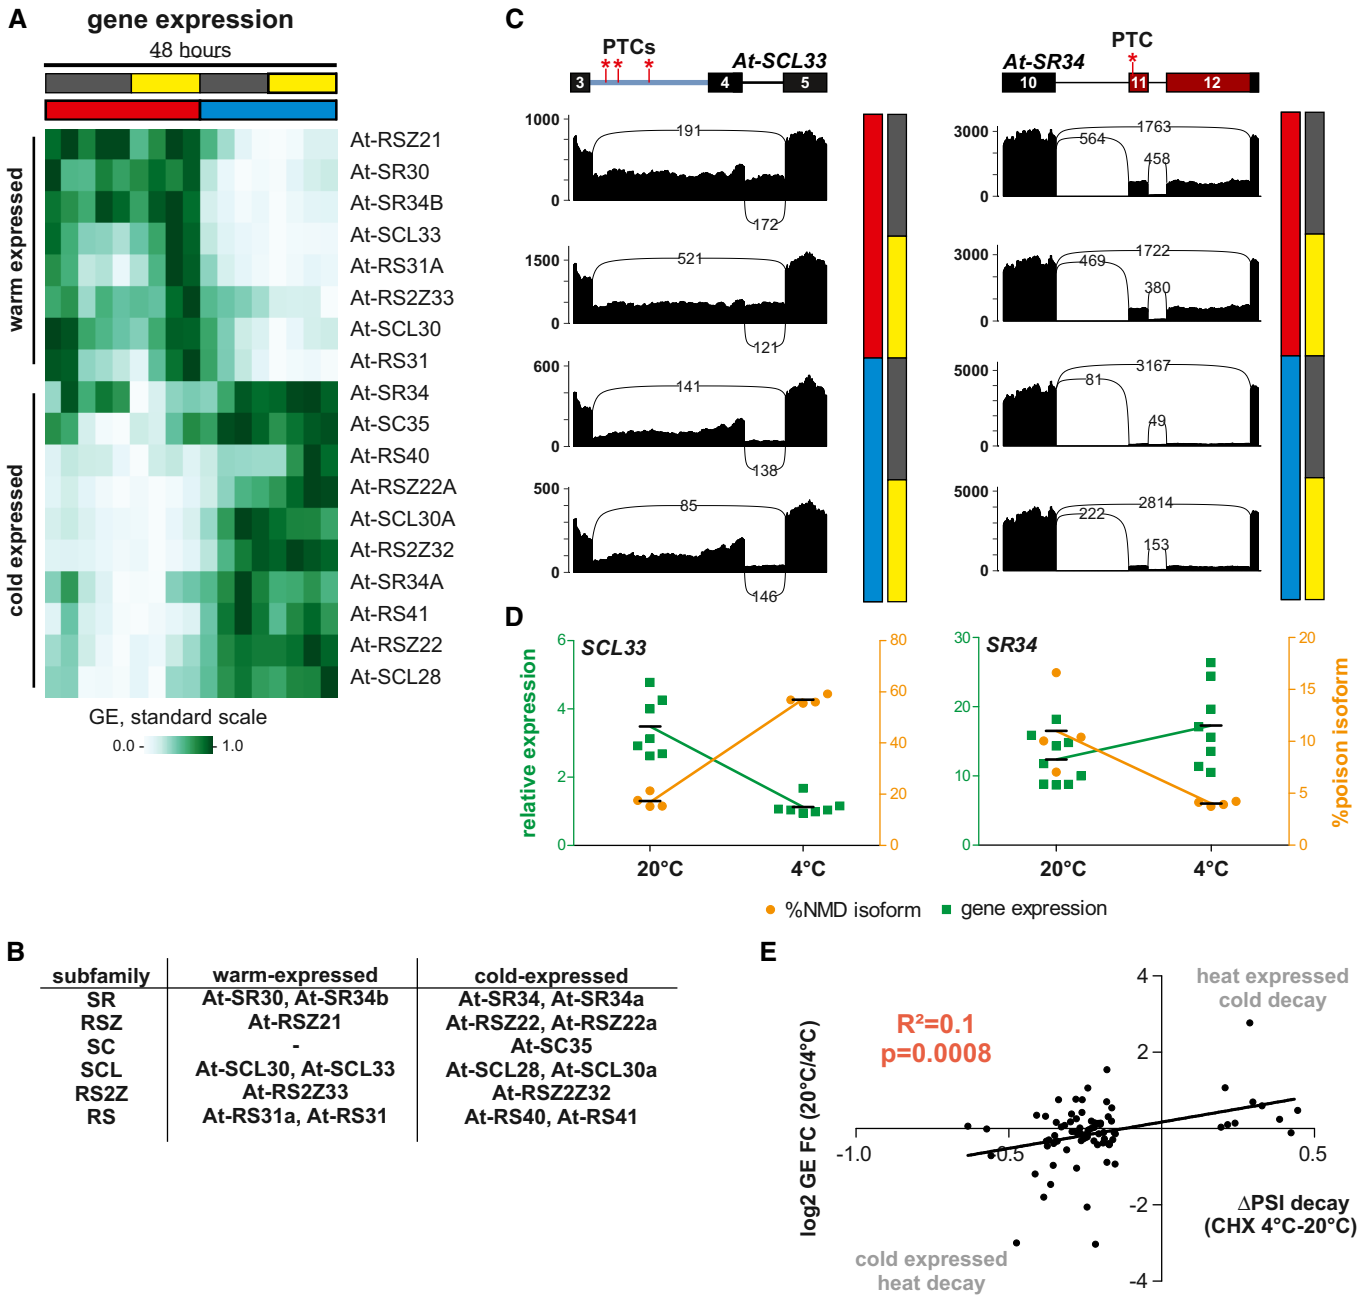 A
gene expression
48 hours
warm expressed
cold expressed
At-RSZ21
At-SR30
At-SR34B
At-SCL33
At-RS31A
At-RS2Z33
At-SCL30
At-RS31
At-SR34
At-SC35
At-RS40
At-RSZ22A
At-SCL30A
At-RS2Z32
At-SR34A
At-RS41
At-RSZ22
At-SCL28
GE, standard scale
0.0 1.0
B
subfamily warm-expressed cold-expressed
SR At-SR30, At-SR34b At-SR34, At-SR34a
RSZ At-RSZ21 At-RSZ22, At-RSZ22a
SC - At-SC35
SCL At-SCL30, At-SCL33 At-SCL28, At-SCL30a
RS2Z At-RS2Z33 At-RSZ2Z32
RS At-RS31a, At-RS31 At-RS40, At-RS41
C
PTCs
** *
At-SCL33
3 4 5
1000
0
191
172
1500
0
521
121
600
0
141
138
500
0
85
146
PTC
*
At-SR34
10 11 12
3000
0
1763
564
458
3000
0
1722
469
380
5000
0
3167
81
49
5000
0
2814
222
153
D
SCL33
relative expression
6
4
2
0
80
60
40
20
0
20°C 4°C
SR34
30
20
10
0
20
15
10
5
0
%poison isoform
20°C 4°C
%NMD isoform gene expression
E
R²=0.1
p=0.0008
heat expressed
cold decay
cold expressed
heat decay
log2 GE FC (20°C/4°C)
4
2
-2
-4
-1.0 -0.5 0.5
ΔPSI decay
(CHX 4°C-20°C)